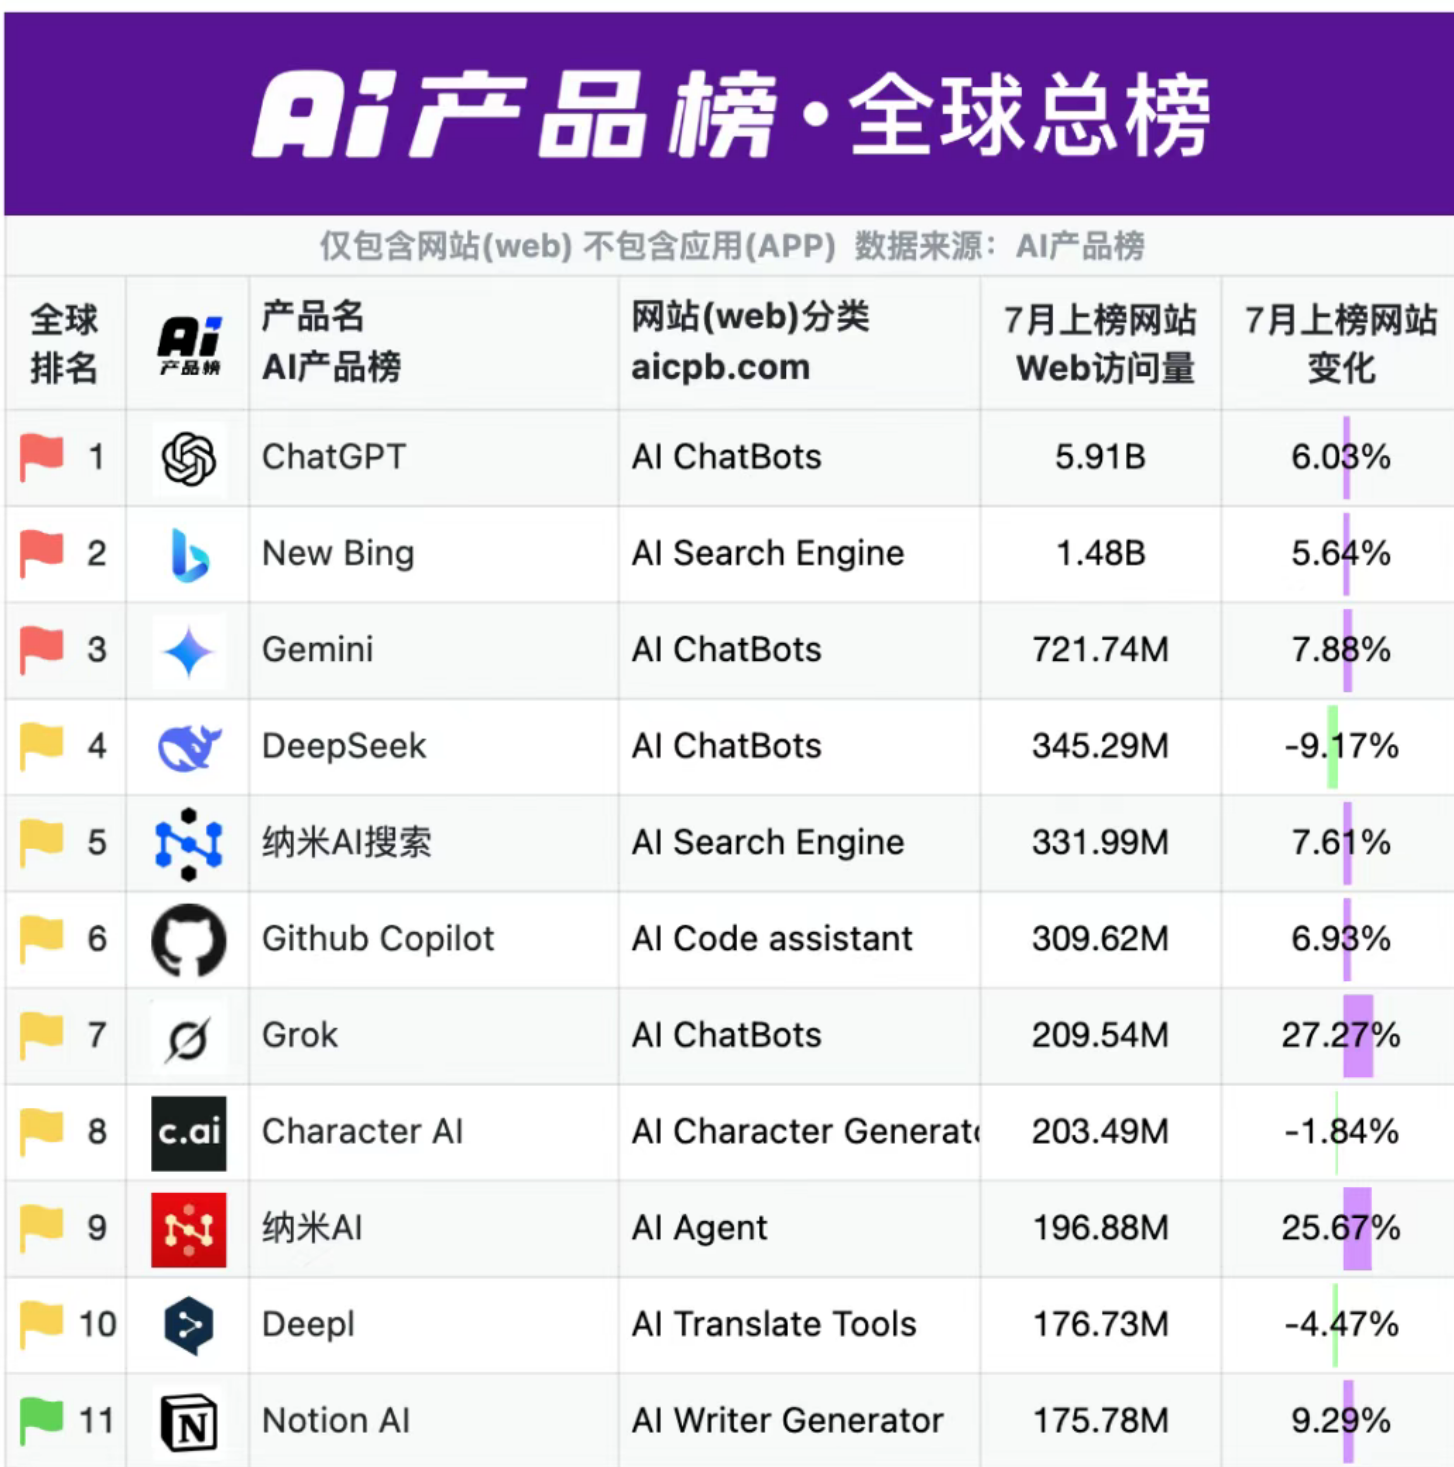 Ai产品榜·全球总榜
仅包含网站(web) 不包含应用(APP) 数据来源：AI产品榜
全球排名 Ai产品榜 产品名 AI产品榜 网站(web)分类 aicpb.com 7月上榜网站 Web访问量 7月上榜网站 变化
1 ChatGPT AI ChatBots 5.91B 6.03%
2 New Bing AI Search Engine 1.48B 5.64%
3 Gemini AI ChatBots 721.74M 7.88%
4 DeepSeek AI ChatBots 345.29M -9.17%
5 纳米AI搜索 AI Search Engine 331.99M 7.61%
6 Github Copilot AI Code assistant 309.62M 6.93%
7 Grok AI ChatBots 209.54M 27.27%
8 c.ai Character AI AI Character Generato 203.49M -1.84%
9 纳米AI AI Agent 196.88M 25.67%
10 Deepl AI Translate Tools 176.73M -4.47%
11 N Notion AI AI Writer Generator 175.78M 9.29%